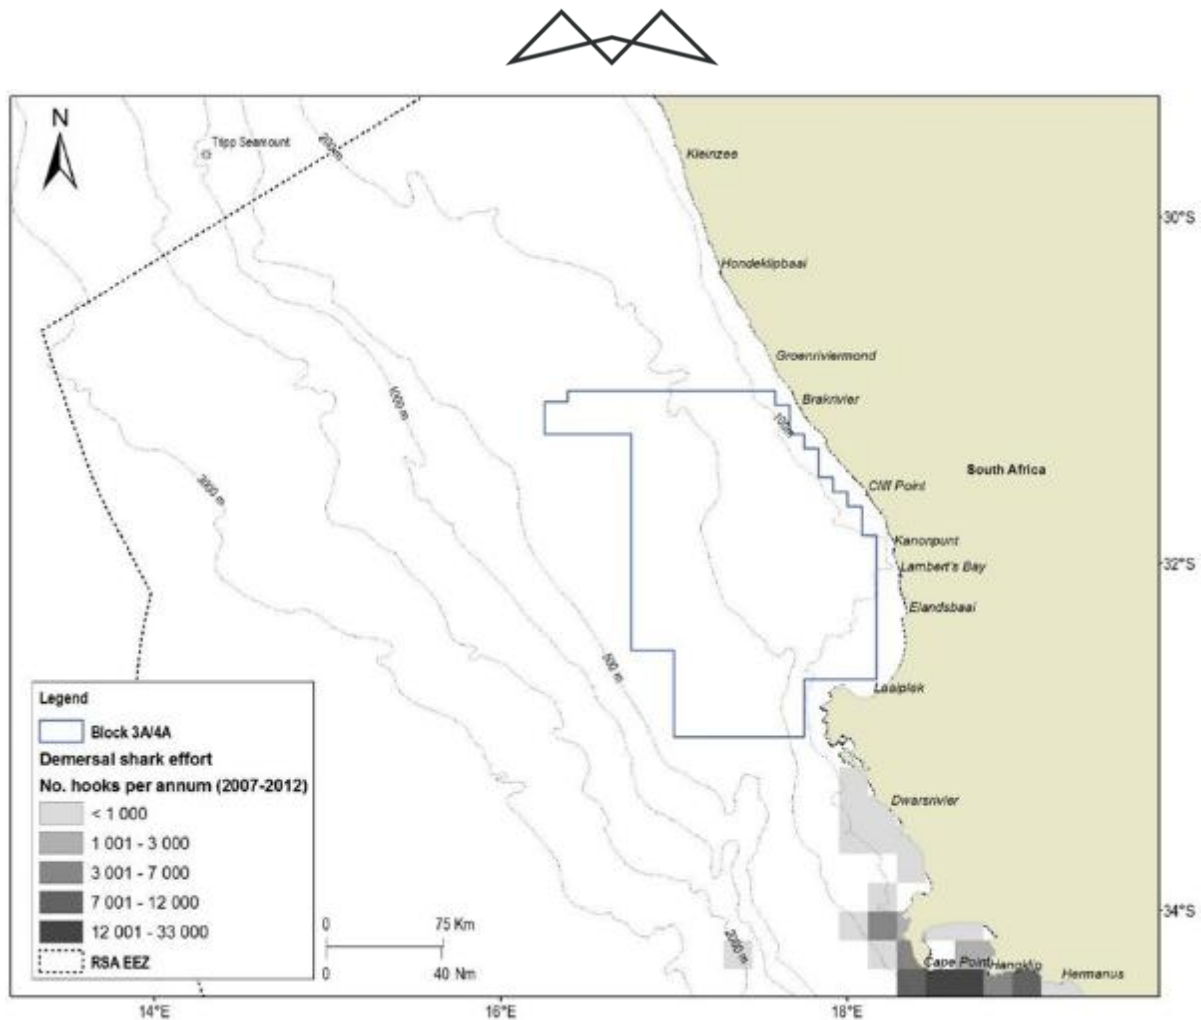 N
Tripp Seamount
200m
Kleinzee
30°S
Hondeklipbaai
Groenriviermond
1000 m
Brakrivier
100m
South Africa
3000 m
Cliff Point
Kanonpunt
32°S
Lambert's Bay
Elandsbaai
500 m
Laaiplek
Legend
Block 3A/4A
Demersal shark effort
No. hooks per annum (2007-2012)
< 1 000
1 001 - 3 000
3 001 - 7 000
7 001 - 12 000
12 001 - 33 000
RSA EEZ
Dwarsrivier
34°S
0 75 Km
0 40 Nm
2000 m
Cape Point
Hangklip
Hermanus
14°E 16°E 18°E